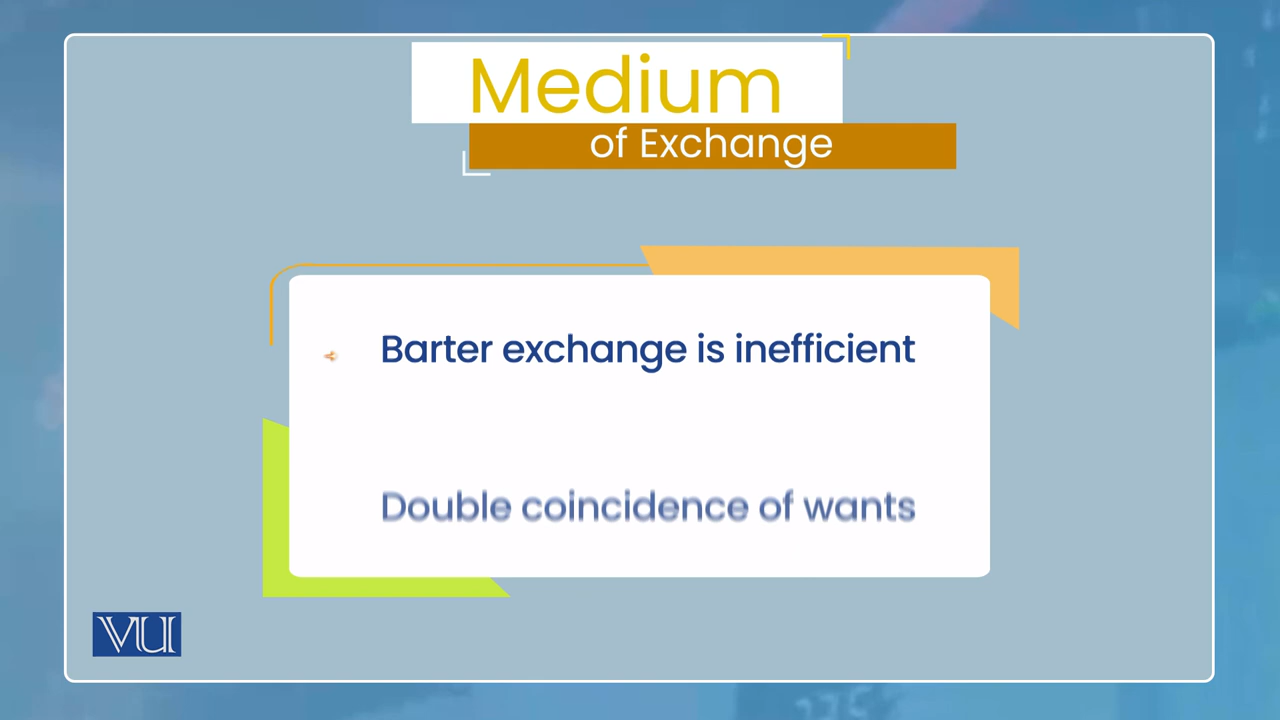 Medium
of Exchange
Barter exchange is inefficient
Double coincidence of wants
VU